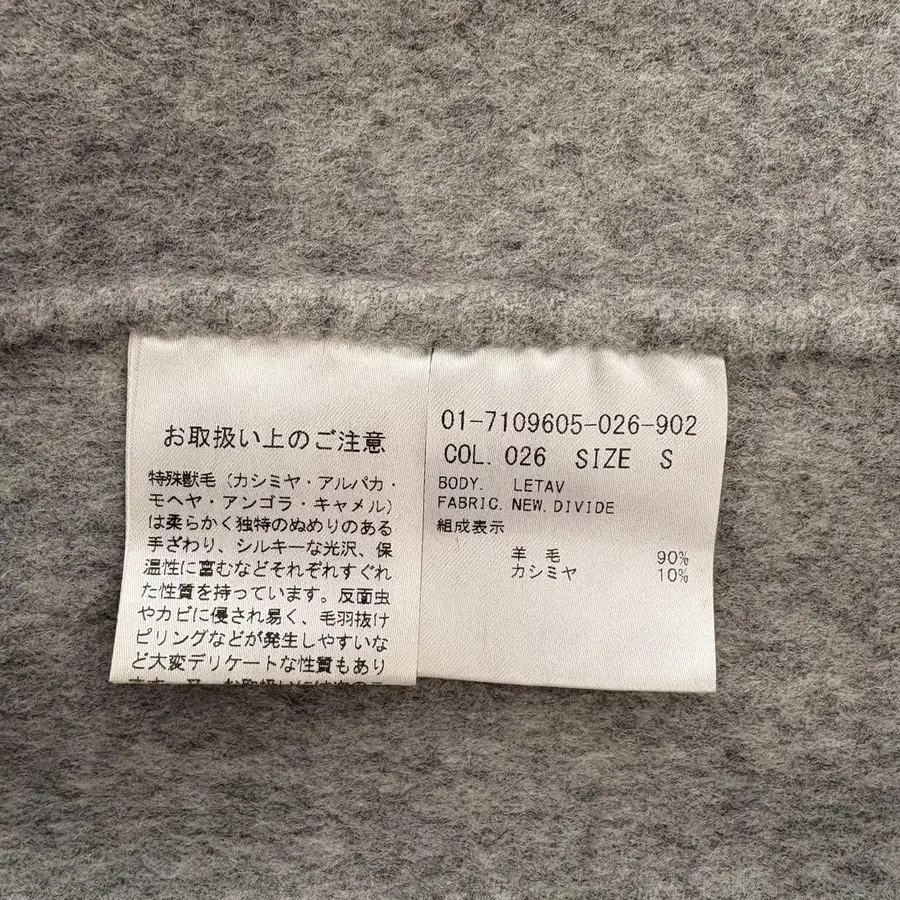 お取扱い上のご注意
特殊獣毛（カシミヤ・アルパカ・
モヘヤ・アンゴラ・キャメル）
は柔らかく独特のぬめりのある
手ざわり、シルキーな光沢、保
温性に富むなどそれぞれすぐれ
た性質を持っています。反面虫
やカビに侵され易く、毛羽抜け
ピリングなどが発生しやすいな
ど大変デリケートな性質もあり
01-7109605-026-902
COL. 026 SIZE S
BODY. LETAV
FABRIC. NEW. DIVIDE
組成表示
羊 毛 90%
カシミヤ 10%